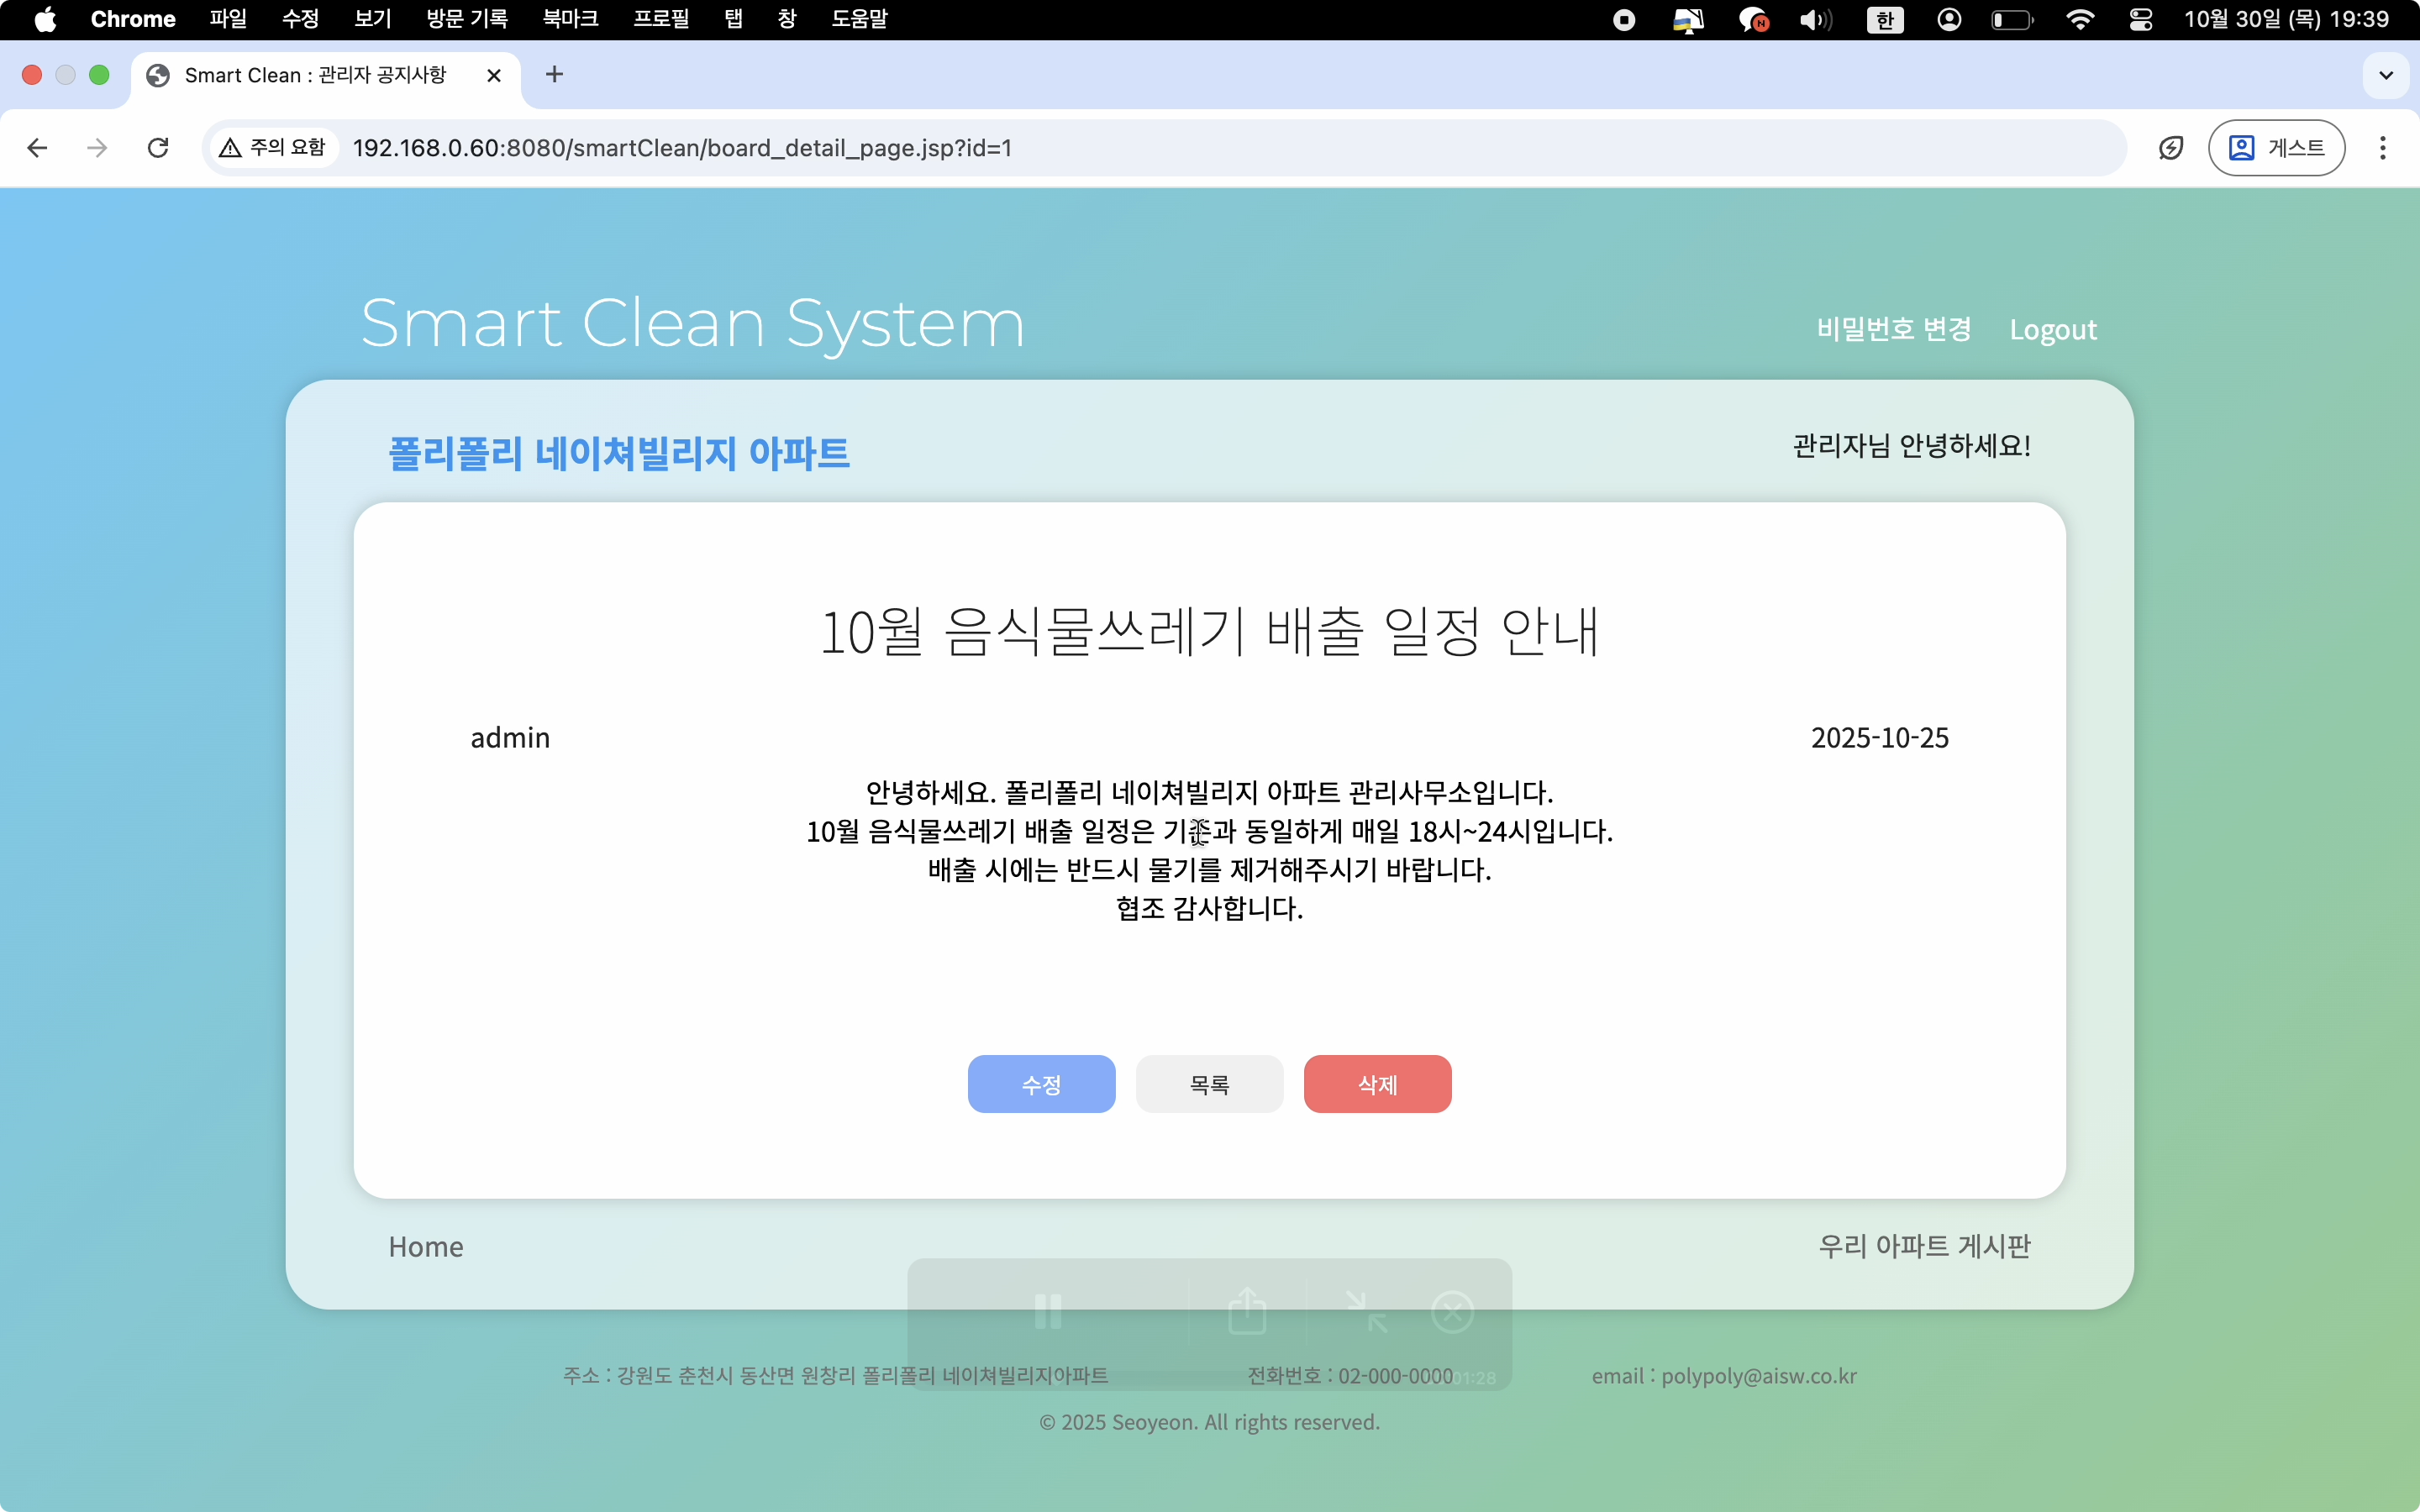 Chrome 파일 수정 보기 방문 기록 북마크 프로필 탭 창 도움말 한 10월 30일 (목) 19:39
Smart Clean : 관리자 공지사항
주의 요함 192.168.0.60:8080/smartClean/board_detail_page.jsp?id=1 게스트
Smart Clean System
비밀번호 변경 Logout
폴리폴리 네이쳐빌리지 아파트
관리자님 안녕하세요!
10월 음식물쓰레기 배출 일정 안내
admin 2025-10-25
안녕하세요. 폴리폴리 네이쳐빌리지 아파트 관리사무소입니다.
10월 음식물쓰레기 배출 일정은 기존과 동일하게 매일 18시~24시입니다.
배출 시에는 반드시 물기를 제거해주시기 바랍니다.
협조 감사합니다.
수정 목록 삭제
Home 우리 아파트 게시판
주소 : 강원도 춘천시 동산면 원창리 폴리폴리 네이쳐빌리지아파트 전화번호 : 02-000-0000 email : polypoly@aisw.co.kr
© 2025 Seoyeon. All rights reserved.